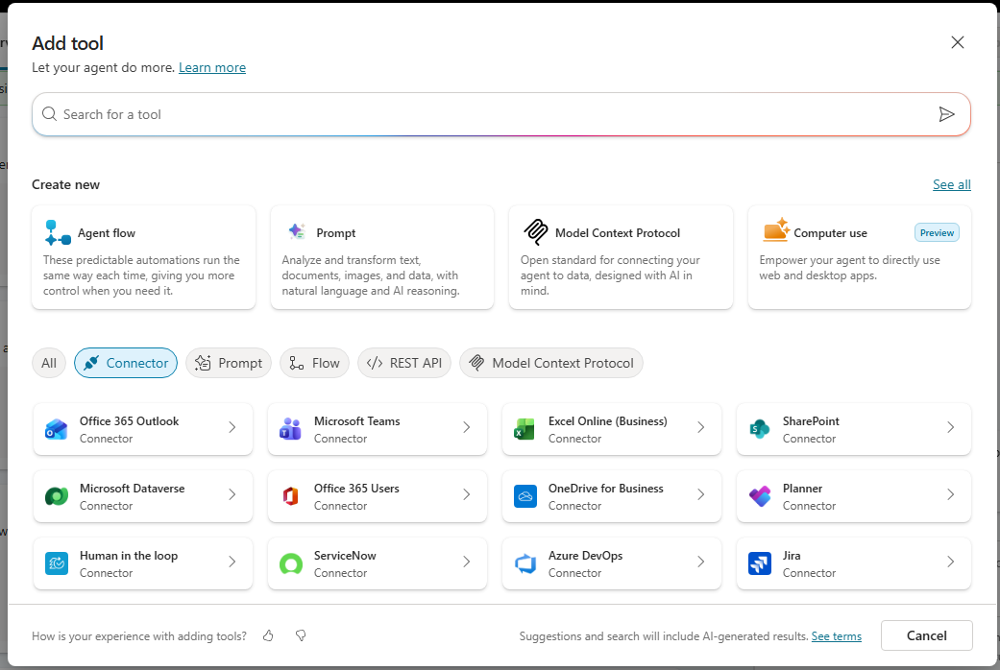 Add tool
Let your agent do more. Learn more
Search for a tool
Create new
See all
Agent flow
These predictable automations run the
same way each time, giving you more
control when you need it.
Prompt
Analyze and transform text,
documents, images, and data, with
natural language and AI reasoning.
Model Context Protocol
Open standard for connecting your
agent to data, designed with AI in
mind.
Computer use
Preview
Empower your agent to directly use
web and desktop apps.
All
Connector
Prompt
Flow
REST API
Model Context Protocol
Office 365 Outlook
Connector
Microsoft Teams
Connector
Excel Online (Business)
Connector
SharePoint
Connector
Microsoft Dataverse
Connector
Office 365 Users
Connector
OneDrive for Business
Connector
Planner
Connector
Human in the loop
Connector
ServiceNow
Connector
Azure DevOps
Connector
Jira
Connector
How is your experience with adding tools?
Suggestions and search will include AI-generated results. See terms
Cancel